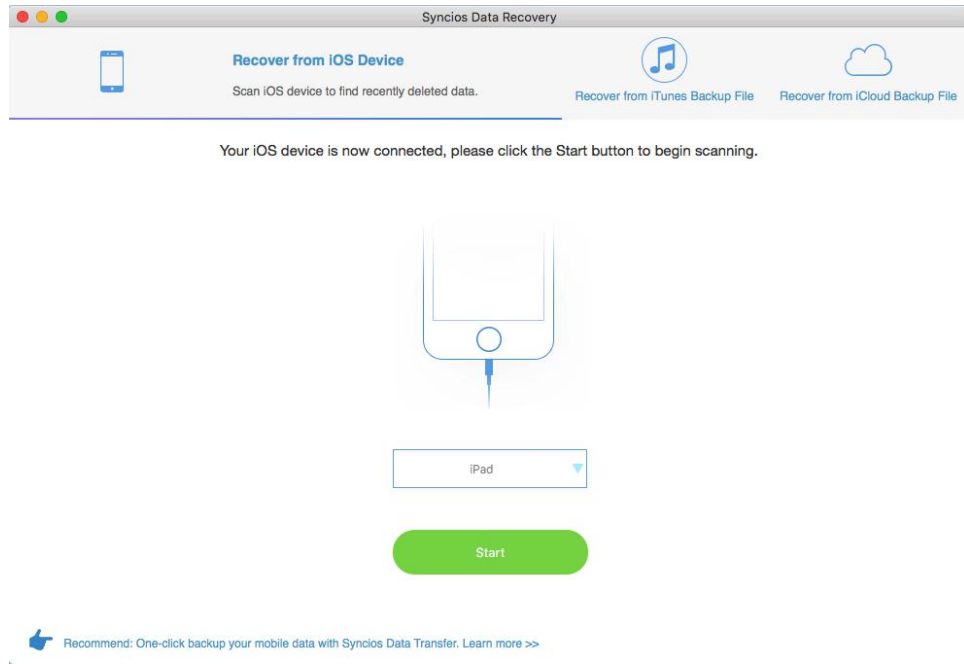 Syncios Data Recovery
Recover from iOS Device
Scan iOS device to find recently deleted data.
Recover from iTunes Backup File
Recover from iCloud Backup File
Your iOS device is now connected, please click the Start button to begin scanning.
iPad
Start
Recommend: One-click backup your mobile data with Syncios Data Transfer. Learn more >>